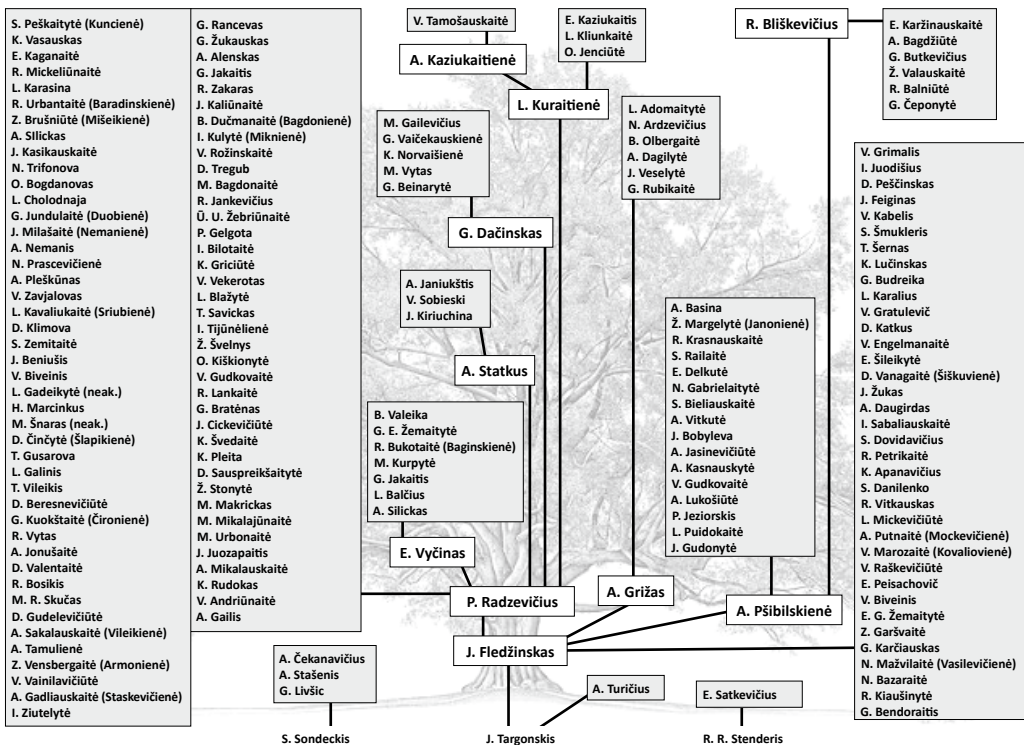 S. Peškaitytė (Kuncienė)
K. Vasauskas
E. Kaganaitė
R. Mickeliūnaitė
L. Karasina
R. Urbantaitė (Baradinskienė)
Z. Brušniūtė (Mišeikienė)
A. SIlickas
J. Kasikauskaitė
N. Trifonova
O. Bogdanovas
L. Cholodnaja
G. Jundulaitė (Duobienė)
J. Milašaitė (Nemanienė)
A. Nemanis
N. Prascevičienė
A. Pleškūnas
V. Zavjalovas
L. Kavaliukaitė (Sriubienė)
D. Klimova
S. Zemitaitė
J. Beniušis
V. Biveinis
L. Gadeikytė (neak.)
H. Marcinkus
M. Šnaras (neak.)
D. Činčytė (Šlapikienė)
T. Gusarova
L. Galinis
T. Vileikis
D. Beresnevičiūtė
G. Kuokštaitė (Čironienė)
R. Vytas
A. Jonušaitė
D. Valentaitė
R. Bosikis
M. R. Skučas
D. Gudelevičiūtė
A. Sakalauskaitė (Vileikienė)
A. Tamulienė
Z. Vensbergaitė (Armonienė)
V. Vainilavičiūtė
A. Gadliauskaitė (Staskevičienė)
I. Ziutelytė
G. Rancevas
G. Žukauskas
A. Alenskas
G. Jakaitis
R. Zakaras
J. Kaliūnaitė
B. Dučmanaitė (Bagdonienė)
I. Kulytė (Miknienė)
V. Rožinskaitė
D. Tregub
M. Bagdonaitė
R. Jankevičius
Ū. U. Žebriūnaitė
P. Gelgota
I. Bilotaitė
K. Griciūtė
V. Vekerotas
L. Blažytė
T. Savickas
I. Tijūnėlienė
Ž. Švelnys
O. Kiškionytė
V. Gudkovaitė
R. Lankaitė
G. Bratėnas
J. Cickevičiūtė
K. Švedaitė
K. Pleita
D. Sauspreikšaitytė
Ž. Stonytė
M. Makrickas
M. Mikalajūnaitė
M. Urbonaitė
J. Juozapaitis
A. Mikalauskaitė
K. Rudokas
V. Andriūnaitė
A. Gailis
V. Tamošauskaitė
A. Kaziukaitienė
E. Kaziukaitis
L. Kliunkaitė
O. Jenciūtė
L. Kuraitienė
R. Bliškevičius
E. Karžinauskaitė
A. Bagdžiūtė
G. Butkevičius
Ž. Valauskaitė
R. Balniūtė
G. Čeponytė
M. Gailevičius
G. Vaičekauskienė
K. Norvaišienė
M. Vytas
G. Beinarytė
G. Dačinskas
L. Adomaitytė
N. Ardzevičius
B. Olbergaitė
A. Dagilytė
J. Veselytė
G. Rubikaitė
A. Janiukštis
V. Sobieski
J. Kiriuchina
A. Statkus
B. Valeika
G. E. Žemaitytė
R. Bukotaitė (Baginskienė)
M. Kurpytė
G. Jakaitis
L. Balčius
A. Silickas
E. Vyčinas
P. Radzevičius
A. Grižas
A. Basina
Ž. Margelytė (Janonienė)
R. Krasnauskaitė
S. Railaitė
E. Delkutė
N. Gabrielaitytė
S. Bieliauskaitė
A. Vitkutė
J. Bobyleva
A. Jasinevičiūtė
A. Kasnauskytė
V. Gudkovaitė
A. Lukošiūtė
P. Jeziorskis
L. Puidokaitė
J. Gudonytė
A. Pšibilskienė
V. Grimalis
I. Juodišius
D. Peščinskas
J. Feiginas
V. Kabelis
S. Šmukleris
T. Šernas
K. Lučinskas
G. Budreika
L. Karalius
V. Gratulevič
D. Katkus
V. Engelmanaitė
E. Šileikytė
D. Vanagaitė (Šiškuvienė)
J. Žukas
A. Daugirdas
I. Sabaliauskaitė
S. Dovidavičius
R. Petrikaitė
K. Apanavičius
S. Danilenko
R. Vitkauskas
L. Mickevičiūtė
A. Putnaitė (Mockevičienė)
V. Marozaitė (Kovaliovienė)
V. Raškevičiūtė
E. Peisachovič
V. Biveinis
E. G. Žemaitytė
Z. Garšvaitė
G. Karčiauskas
N. Mažvilaitė (Vasilevičienė)
N. Bazaraitė
R. Kiaušinytė
G. Bendoraitis
J. Fledžinskas
A. Čekanavičius
A. Stašenis
G. Livšic
A. Turičius
E. Satkevičius
S. Sondeckis
J. Targonskis
R. R. Stenderis